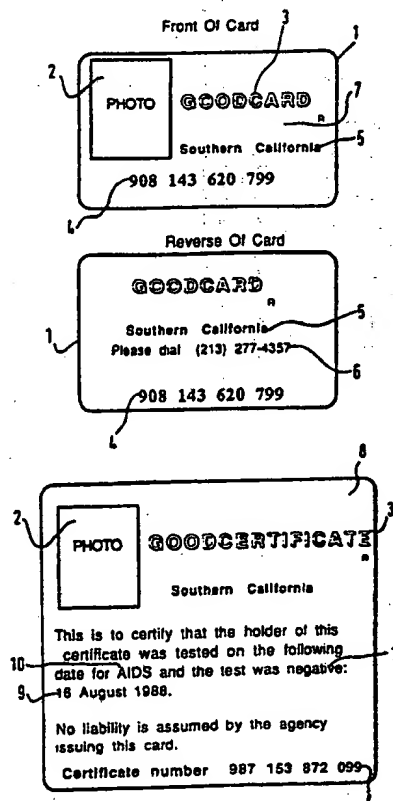 Front Of Card
3
1
2
7
PHOTO
GOODCARD
R
Southern California
5
908 143 620 799
4
Reverse Of Card
GOODCARD
R
Southern California
5
1
Please dial (213) 277-4357
6
908 143 620 799
4
8
2
3
PHOTO
GOODCERTIFICATE
R
Southern California
This is to certify that the holder of this
certificate was tested on the following
10
date for AIDS and the test was negative:
9
16 August 1988.
No liability is assumed by the agency
issuing this card.
Certificate number 987 153 872 099